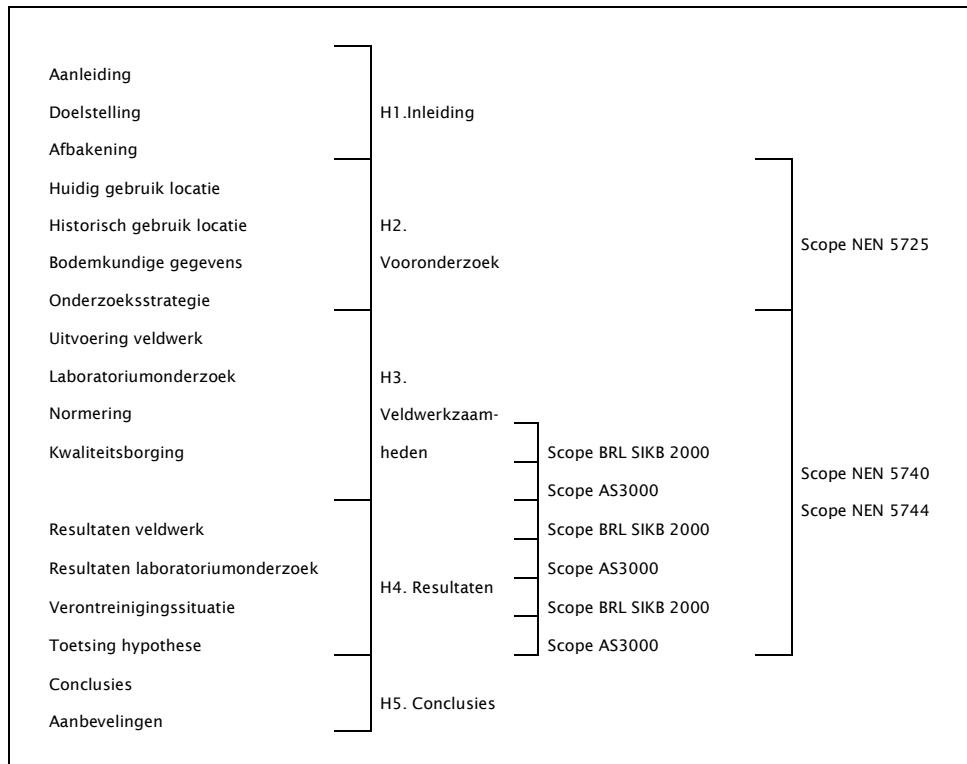 Aanleiding
Doelstelling
H1.Inleiding
Afbakening
Huidig gebruik locatie
Historisch gebruik locatie
H2.
Scope NEN 5725
Bodemkundige gegevens
Vooronderzoek
Onderzoeksstrategie
Uitvoering veldwerk
Laboratoriumonderzoek
H3.
Normering
Veldwerkzaam-
Kwaliteitsborging
heden
Scope BRL SIKB 2000
Scope NEN 5740
Scope AS3000
Scope NEN 5744
Resultaten veldwerk
Scope BRL SIKB 2000
Resultaten laboratoriumonderzoek
Scope AS3000
H4. Resultaten
Verontreinigingssituatie
Scope BRL SIKB 2000
Toetsing hypothese
Scope AS3000
Conclusies
H5. Conclusies
Aanbevelingen